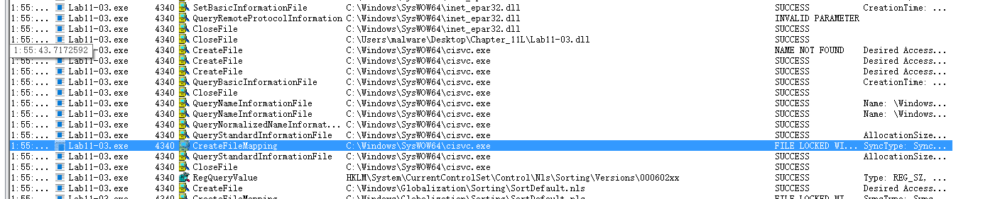 1:55:... Lab11-03.exe 4340 SetBasicInformationFile C:\Windows\SysWOW64\inet_epar32.dll SUCCESS CreationTime: ...
1:55:... Lab11-03.exe 4340 QueryRemoteProtocolInformation C:\Windows\SysWOW64\inet_epar32.dll INVALID PARAMETER
1:55:... Lab11-03.exe 4340 CloseFile C:\Windows\SysWOW64\inet_epar32.dll SUCCESS
1:55:... Lab11-03.exe 4340 CloseFile C:\Users\malware\Desktop\Chapter_11L\Lab11-03.dll SUCCESS
1:55:43.7172592 Lab11-03.exe 4340 CreateFile C:\Windows\SysWOW64\cisvc.exe NAME NOT FOUND Desired Access...
1:55:... Lab11-03.exe 4340 CreateFile C:\Windows\SysWOW64\cisvc.exe SUCCESS Desired Access...
1:55:... Lab11-03.exe 4340 CreateFile C:\Windows\SysWOW64\cisvc.exe SUCCESS Desired Access...
1:55:... Lab11-03.exe 4340 QueryBasicInformationFile C:\Windows\SysWOW64\cisvc.exe SUCCESS CreationTime: ...
1:55:... Lab11-03.exe 4340 CloseFile C:\Windows\SysWOW64\cisvc.exe SUCCESS
1:55:... Lab11-03.exe 4340 QueryNameInformationFile C:\Windows\SysWOW64\cisvc.exe SUCCESS Name: \Windows...
1:55:... Lab11-03.exe 4340 QueryNameInformationFile C:\Windows\SysWOW64\cisvc.exe SUCCESS Name: \Windows...
1:55:... Lab11-03.exe 4340 QueryNormalizedNameInformat... C:\Windows\SysWOW64\cisvc.exe SUCCESS
1:55:... Lab11-03.exe 4340 QueryStandardInformationFile C:\Windows\SysWOW64\cisvc.exe SUCCESS AllocationSize...
1:55:... Lab11-03.exe 4340 CreateFileMapping C:\Windows\SysWOW64\cisvc.exe FILE LOCKED WI... SyncType: Sync...
1:55:... Lab11-03.exe 4340 QueryStandardInformationFile C:\Windows\SysWOW64\cisvc.exe SUCCESS AllocationSize...
1:55:... Lab11-03.exe 4340 CloseFile C:\Windows\SysWOW64\cisvc.exe SUCCESS
1:55:... Lab11-03.exe 4340 RegQueryValue HKLM\System\CurrentControlSet\Control\Nls\Sorting\Versions\000602xx SUCCESS Type: REG_SZ, ...
1:55:... Lab11-03.exe 4340 CreateFile C:\Windows\Globalization\Sorting\SortDefault.nls SUCCESS Desired Access...
1:55:... Lab11-03.exe 4340 CreateFileMapping C:\Windows\Globalization\Sorting\SortDefault.nls FILE LOCKED WI... SyncType: Sync...